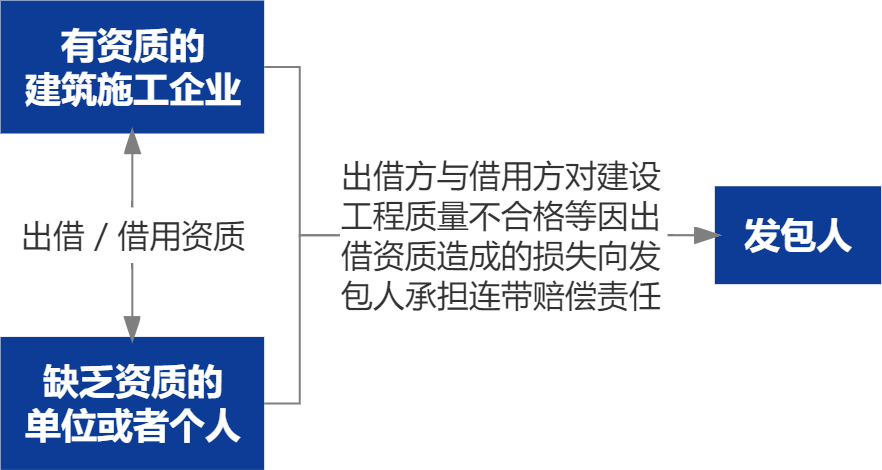 有资质的
建筑施工企业
出借 / 借用资质
出借方与借用方对建设
工程质量不合格等因出
借资质造成的损失向发
包人承担连带赔偿责任
发包人
缺乏资质的
单位或者个人